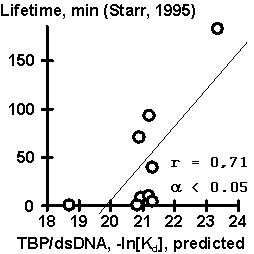 Lifetime, min (Starr, 1995)
150
100
50
0
r = 0,71
α < 0.05
18 19 20 21 22 23 24
TBP/dsDNA, -ln[Kd], predicted